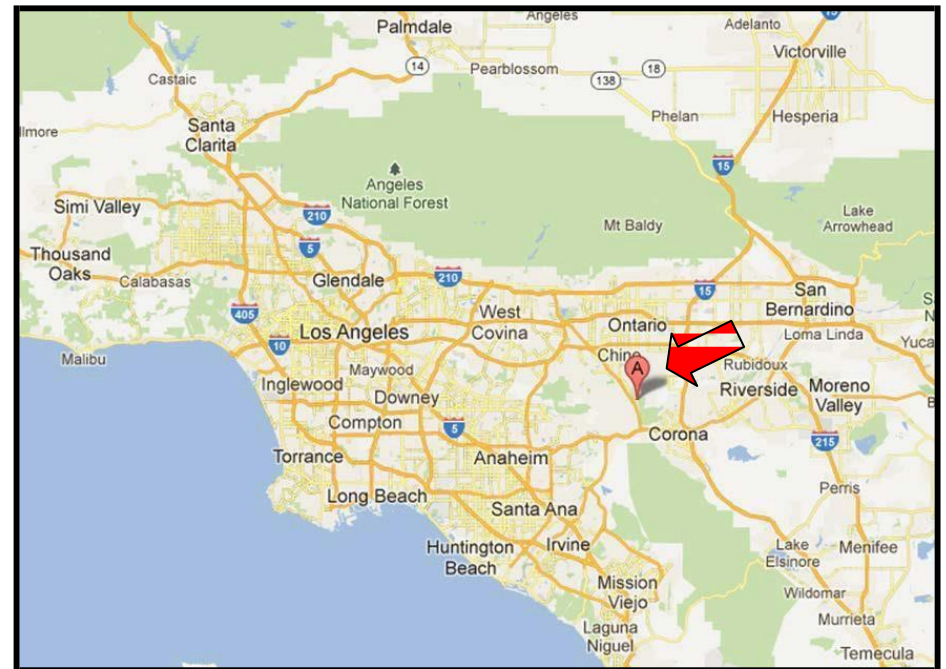 Angeles
Palmdale
Adelanto
15
Victorville
14
Pearblossom
18
138
Castaic
Phelan
Hesperia
Santa
Clarita
lmore
15
Angeles
National Forest
Simi Valley
210
Mt Baldy
Lake
Arrowhead
5
Thousand
Oaks
Calabasas
Glendale
210
15
San
Bernardino
405
West
Covina
Ontario
Los Angeles
Loma Linda
10
Yuca
Malibu
Chino
Maywood
A
Rubidoux
Inglewood
Riverside
Moreno
Valley
Downey
Compton
5
Corona
215
Torrance
Anaheim
Long Beach
Perris
Santa Ana
Huntington
Beach
Irvine
Lake
Elsinore
Menifee
Mission
Viejo
Wildomar
Laguna
Niguel
Murrieta
Temecula